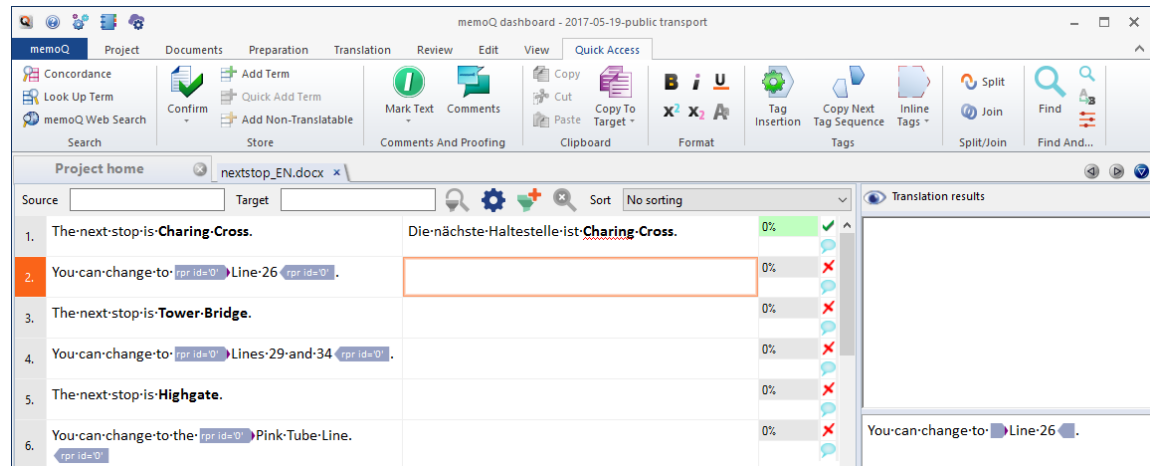 memoQ dashboard - 2017-05-19-public transport
memoQ Project Documents Preparation Translation Review Edit View Quick Access
Concordance
Look Up Term
memoQ Web Search
Search
Confirm
Add Term
Quick Add Term
Add Non-Translatable
Store
Mark Text
Comments
Comments And Proofing
Copy
Cut
Paste
Copy To
Target
Clipboard
B i U
X² X₂ A
Format
Tag
Insertion
Copy Next
Tag Sequence
Inline
Tags
Tags
Split
Join
Split/Join
Find
Find And...
Project home nextstop_EN.docx x
Source Target Sort No sorting
Translation results
1. The·next·stop·is·Charing·Cross. Die·nächste·Haltestelle·ist·Charing·Cross. 0%
2. You·can·change·to· rpr id='0' Line·26 rpr id='0' . 0%
3. The·next·stop·is·Tower·Bridge. 0%
4. You·can·change·to· rpr id='0' Lines·29·and·34 rpr id='0' . 0%
5. The·next·stop·is·Highgate. 0%
6. You·can·change·to·the· rpr id='0' Pink·Tube·Line. 0%
rpr id='0'
You·can·change·to· Line·26 .